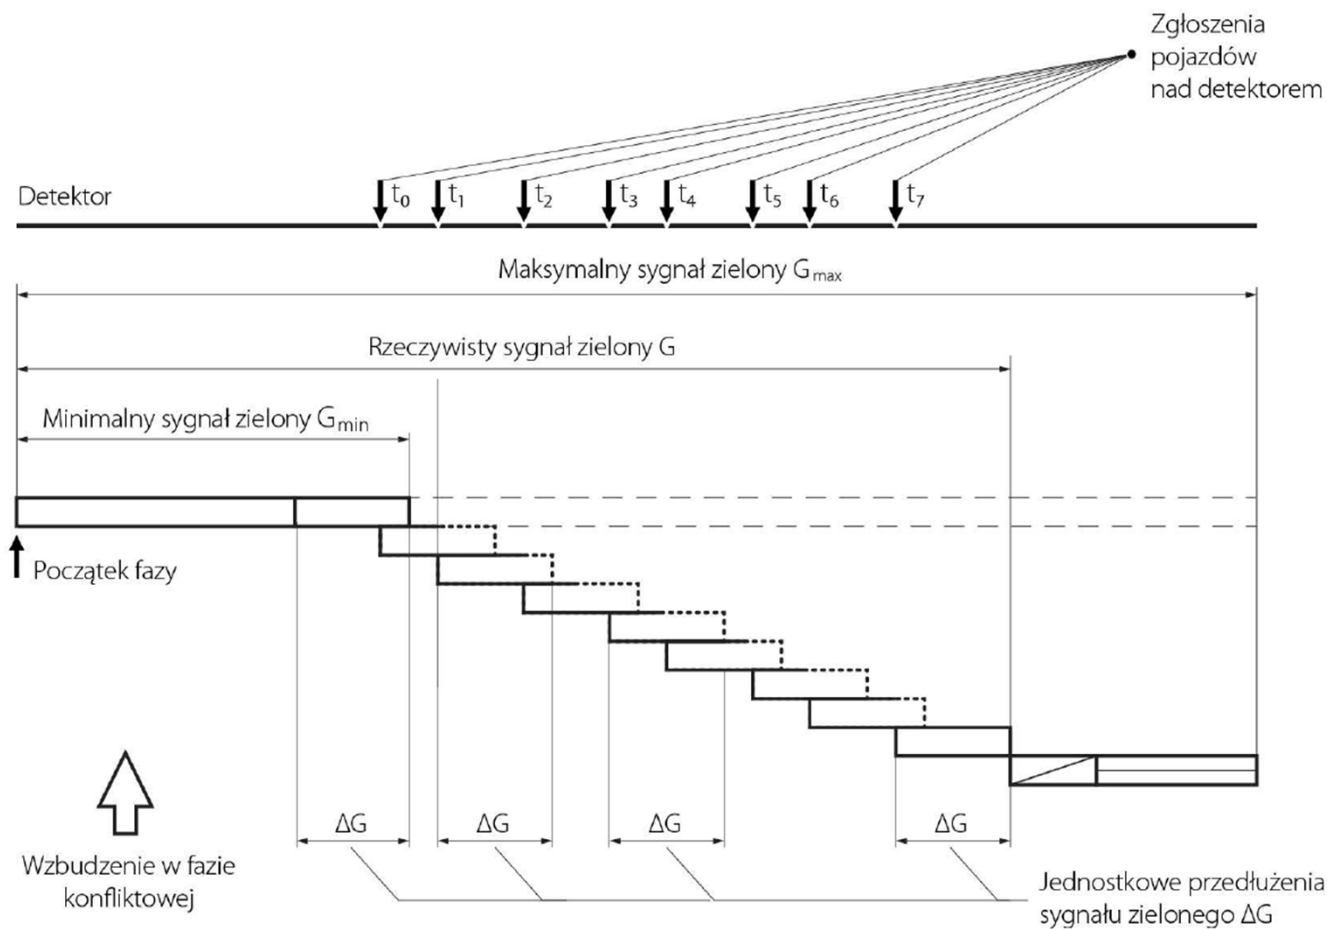 Zgłoszenia
pojazdów
nad detektorem
Detektor
t0 t1 t2 t3 t4 t5 t6 t7
Maksymalny sygnał zielony Gmax
Rzeczywisty sygnał zielony G
Minimalny sygnał zielony Gmin
Początek fazy
ΔG ΔG ΔG ΔG
Wzbudzenie w fazie
konfliktowej
Jednostkowe przedłużenia
sygnału zielonego ΔG